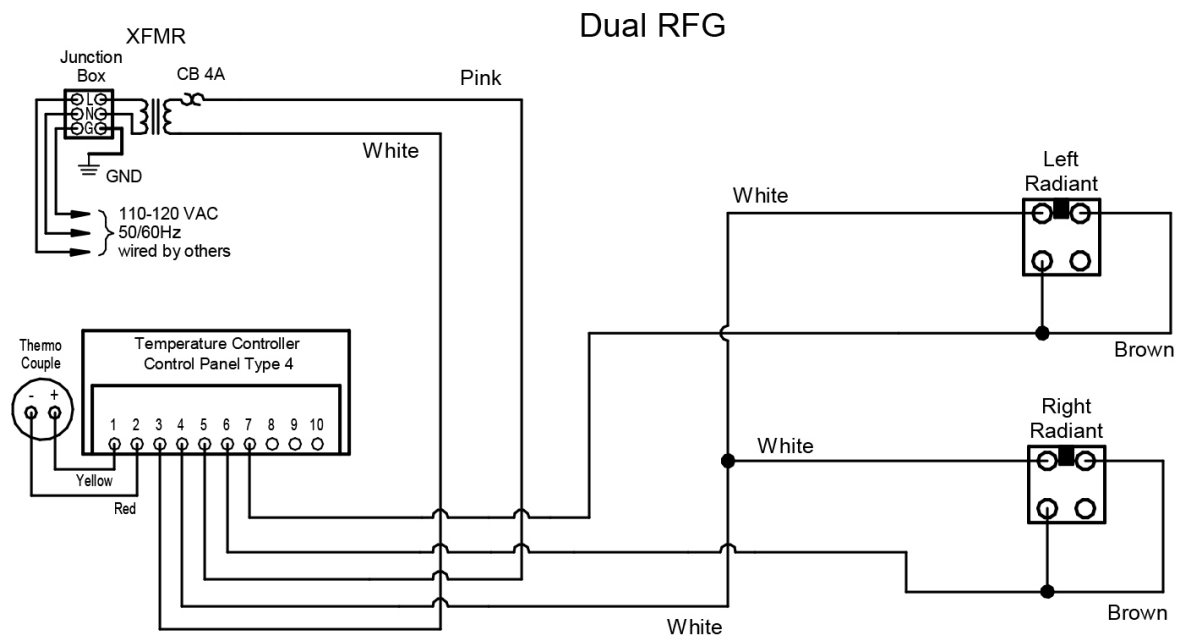 Dual RFG
XFMR
Junction
Box
CB 4A
Pink
L
N
G
White
GND
110-120 VAC
50/60Hz
wired by others
Left
Radiant
White
Brown
Thermo
Couple
Temperature Controller
Control Panel Type 4
- +
1 2 3 4 5 6 7 8 9 10
Yellow
Red
Right
Radiant
White
Brown
White